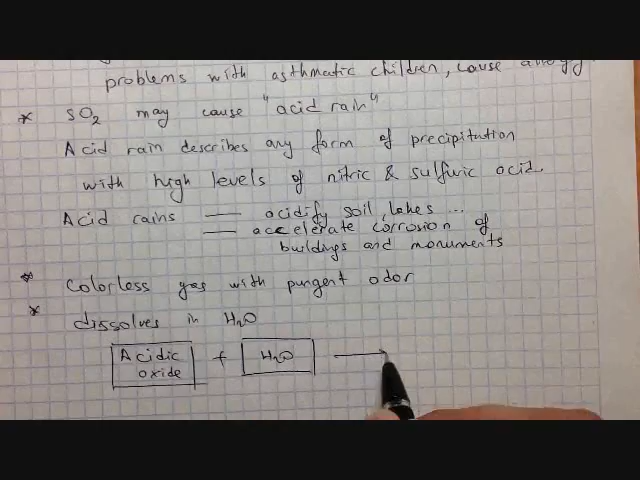 problems with asthmatic children, cause
* SO2 may cause "acid rain"
Acid rain describes any form of precipitation
with high levels of nitric & sulfuric acid.
Acid rains — acidify soil, lakes ...
— accelerate corrosion of
buildings and monuments
* Colorless gas with pungent odor
* dissolves in H2O
Acidic oxide + H2O →